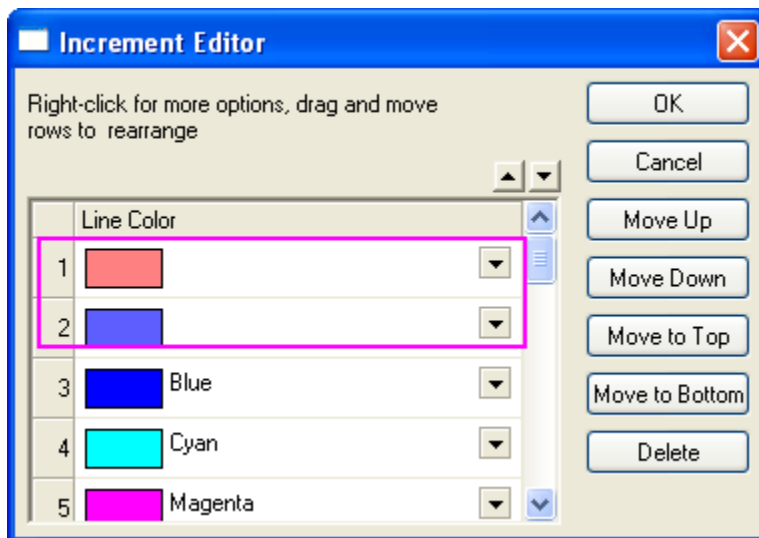 Increment Editor
Right-click for more options, drag and move
rows to rearrange
OK
Cancel
Move Up
Move Down
Move to Top
Move to Bottom
Delete
Line Color
1
2
3 Blue
4 Cyan
5 Magenta